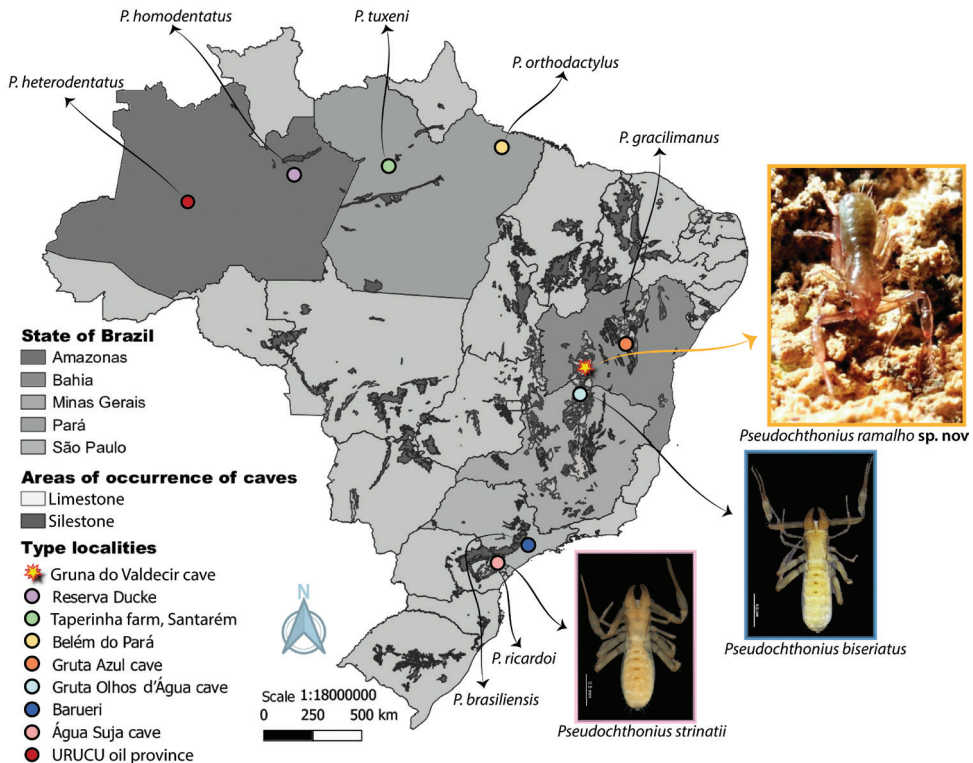 P. homodentatus
P. tuxeni
P. heterodentatus
P. orthodactylus
P. gracilimanus
Pseudochthonius ramalho sp. nov
State of Brazil
Amazonas
Bahia
Minas Gerais
Pará
São Paulo
Areas of occurrence of caves
Limestone
Silestone
Type localities
Gruna do Valdecir cave
Reserva Ducke
Taperinha farm, Santarém
Belém do Pará
Gruta Azul cave
Gruta Olhos d'Água cave
Barueri
Água Suja cave
URUCU oil province
N
Scale 1:18000000
0 250 500 km
P. ricardoi
P. brasiliensis
0.5 mm
Pseudochthonius strinatii
Pseudochthonius biseriatus